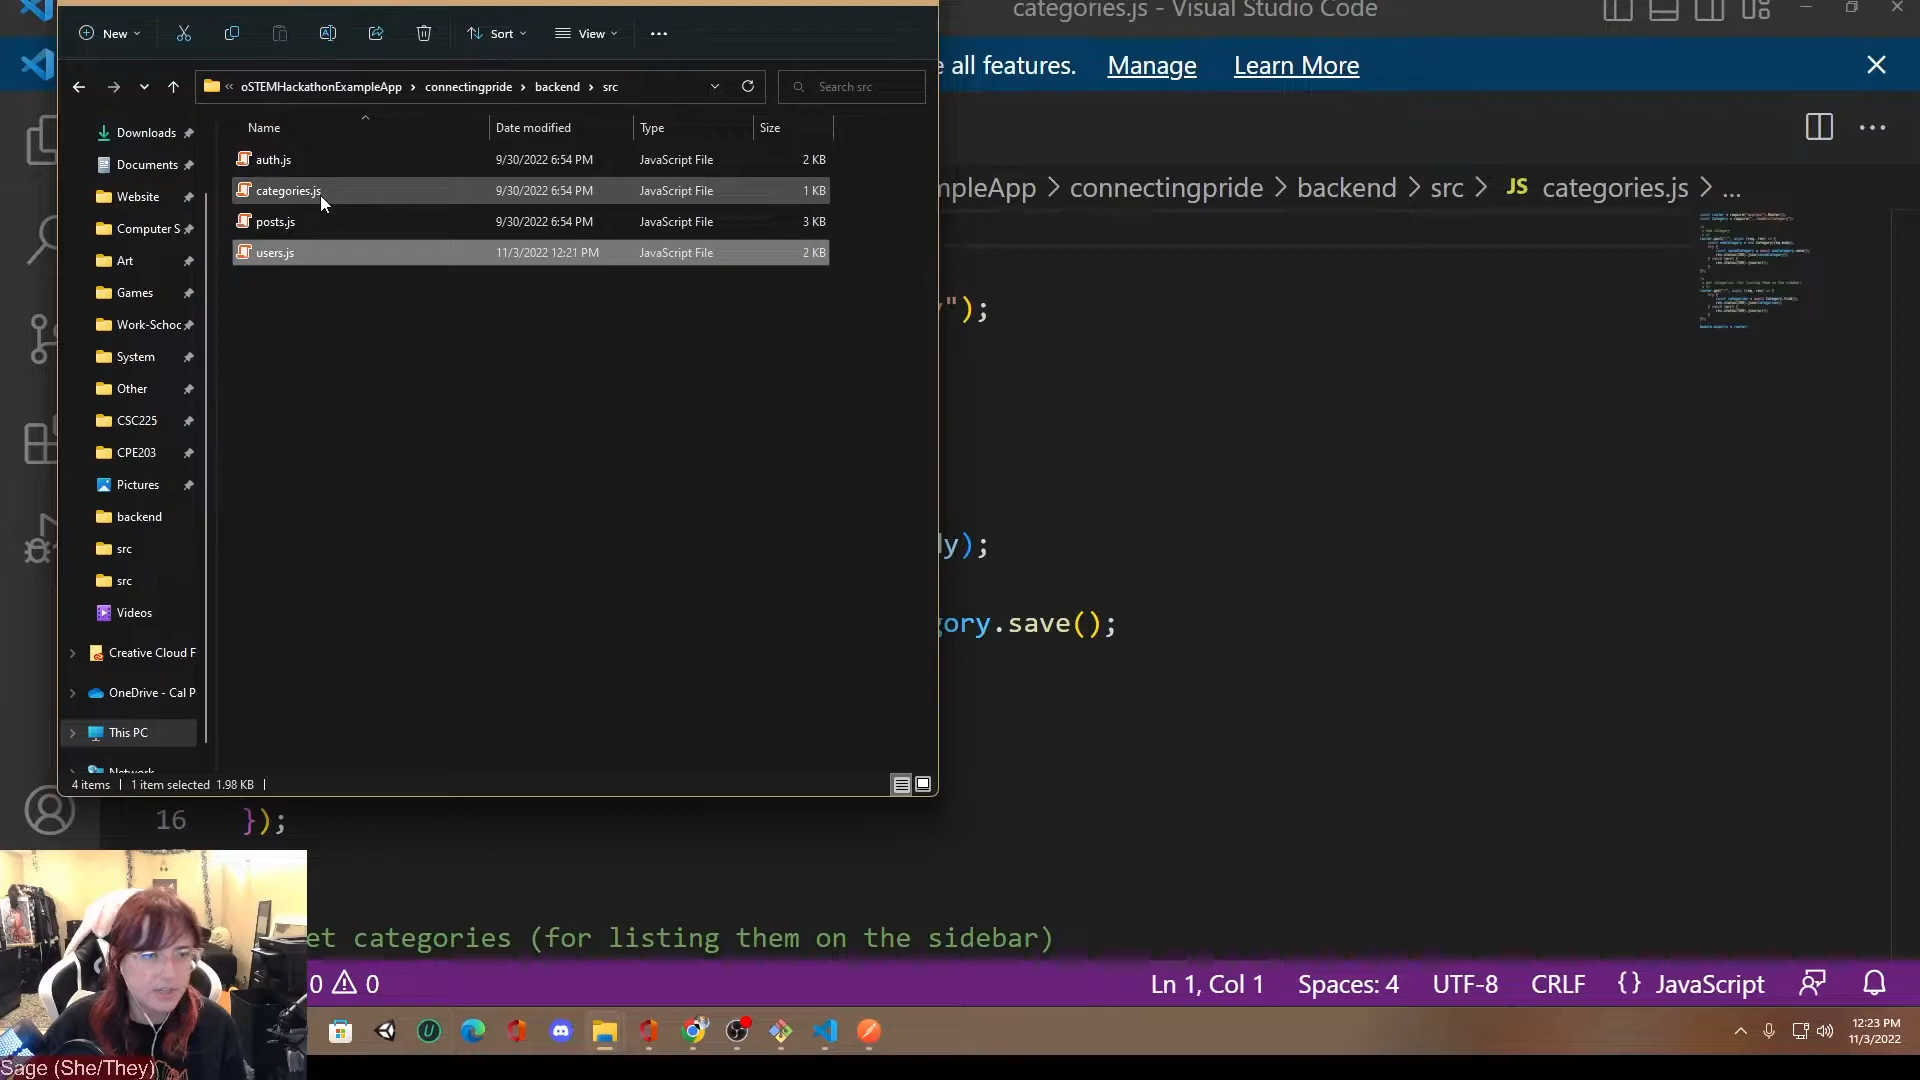 categories.js - Visual Studio Code
New
Sort
View
e all features. Manage Learn More
oSTEMHackathonExampleApp > connectingpride > backend > src
Search src
Name Date modified Type Size
auth.js 9/30/2022 6:54 PM JavaScript File 2 KB
categories.js 9/30/2022 6:54 PM JavaScript File 1 KB
posts.js 9/30/2022 6:54 PM JavaScript File 3 KB
users.js 11/3/2022 12:21 PM JavaScript File 2 KB
Downloads
Documents
Website
Computer S
Art
Games
Work-Schoc
System
Other
CSC225
CPE203
Pictures
backend
src
src
Videos
Creative Cloud F
OneDrive - Cal P
This PC
Network
4 items 1 item selected 1.98 KB
mpleApp > connectingpride > backend > src > JS categories.js > ...
");
y);
gory.save();
16 });
et categories (for listing them on the sidebar)
0 0
Ln 1, Col 1 Spaces: 4 UTF-8 CRLF {} JavaScript
12:23 PM
11/3/2022
Sage (She/They)